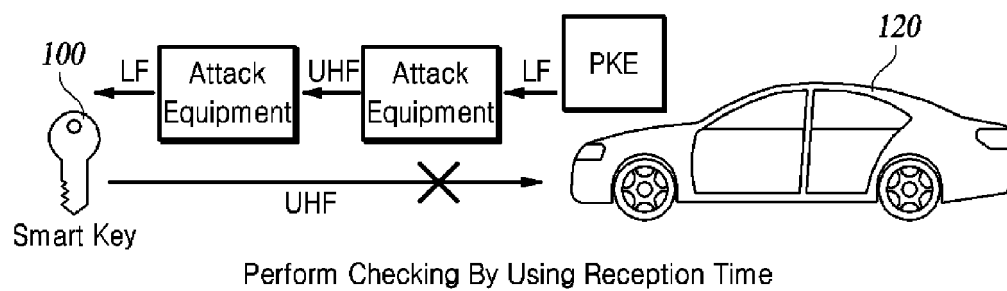 100
120
LF
Attack
Equipment
UHF
Attack
Equipment
LF
PKE
UHF
Smart Key
Perform Checking By Using Reception Time